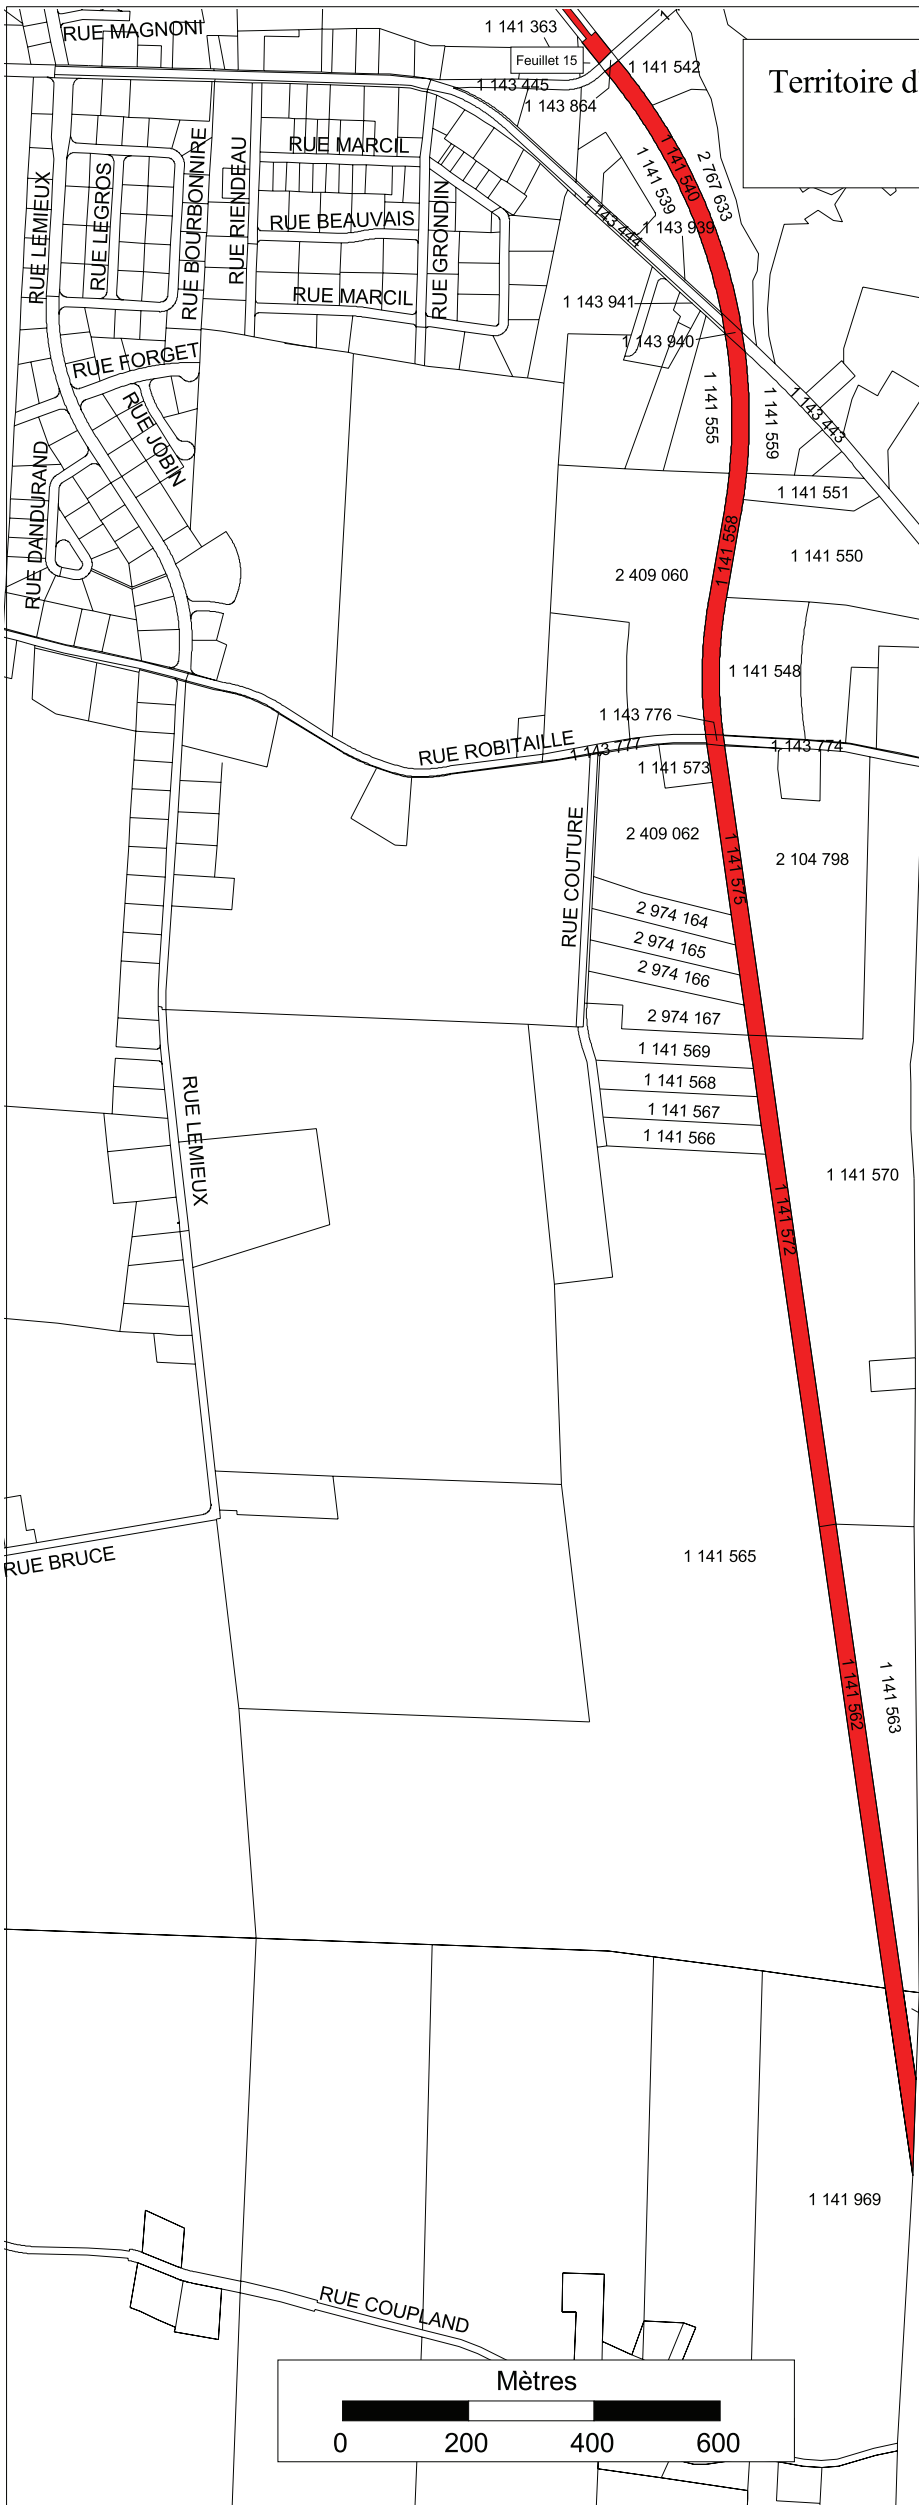 1 141 363
RUE MAGNONI
Feuillet 15
1 141 542
Territoire d
1 143 445
1 143 864
RUE MARCIL
RUE LEMIEUX
RUE LEGROS
RUE BOURBONNIRE
RUE RIENDEAU
RUE BEAUVAIS
RUE GRONDIN
1 141 540
1 141 539
2 767 633
1 143 444
1 143 939
RUE MARCIL
1 143 941
1 143 940
RUE FORGET
RUE JOBIN
1 141 555
1 141 559
1 143 443
RUE DANDURAND
1 141 551
1 141 558
1 141 550
2 409 060
1 141 548
1 143 776
RUE ROBITAILLE
1 143 777
1 143 774
1 141 573
RUE COUTURE
2 409 062
1 141 575
2 104 798
2 974 164
2 974 165
2 974 166
2 974 167
1 141 569
1 141 568
1 141 567
1 141 566
RUE LEMIEUX
1 141 570
1 141 572
1 141 565
RUE BRUCE
1 141 562
1 141 563
1 141 969
RUE COUPLAND
Mètres
0 200 400 600